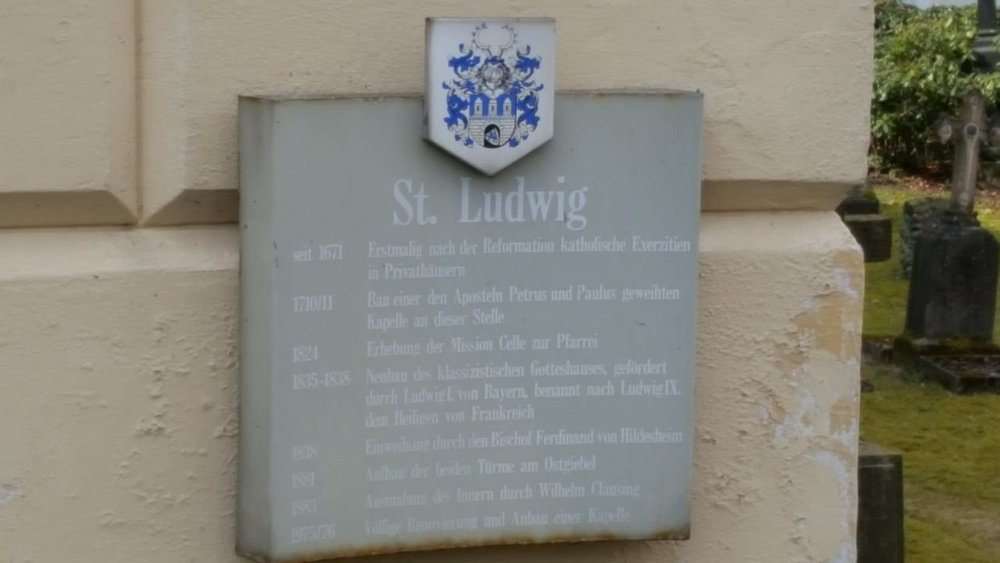 St. Ludwig
seit 1671 Erstmalig nach der Reformation katholische Exerzitien
in Privathäusern
1710/11 Bau einer den Aposteln Petrus und Paulus geweihten
Kapelle an dieser Stelle
1824 Erhebung der Mission Celle zur Pfarrei
1835-1838 Neubau des klassizistischen Gotteshauses, gefördert
durch Ludwig I. von Bayern, benannt nach Ludwig IX.
dem Heiligen von Frankreich
1838 Einweihung durch den Bischof Ferdinand von Hildesheim
1881 Aufbau der beiden Türme am Ostgiebel
1883 Ausmalung des Innern durch Wilhelm Clausing
1975/76 Völlige Renovierung und Anbau einer Kapelle